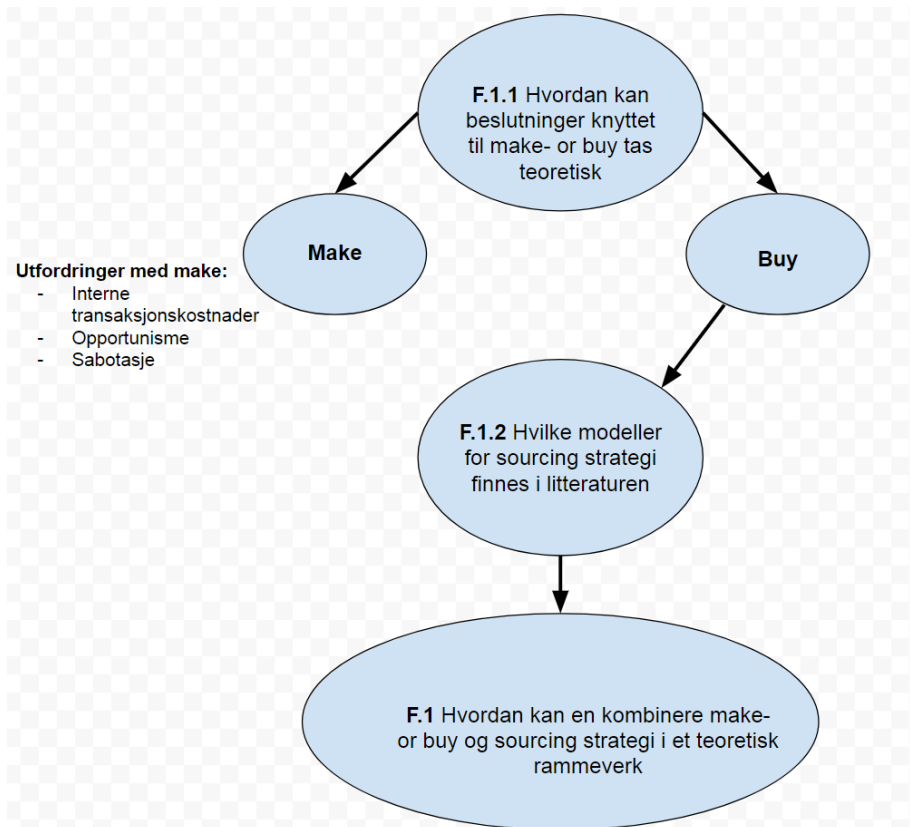 F.1.1 Hvordan kan
beslutninger knyttet
til make- or buy tas
teoretisk
Make
Buy
Utfordringer med make:
- Interne
transaksjonskostnader
- Opportunisme
- Sabotasje
F.1.2 Hvilke modeller
for sourcing strategi
finnes i litteraturen
F.1 Hvordan kan en kombinere make-
or buy og sourcing strategi i et teoretisk
rammeverk